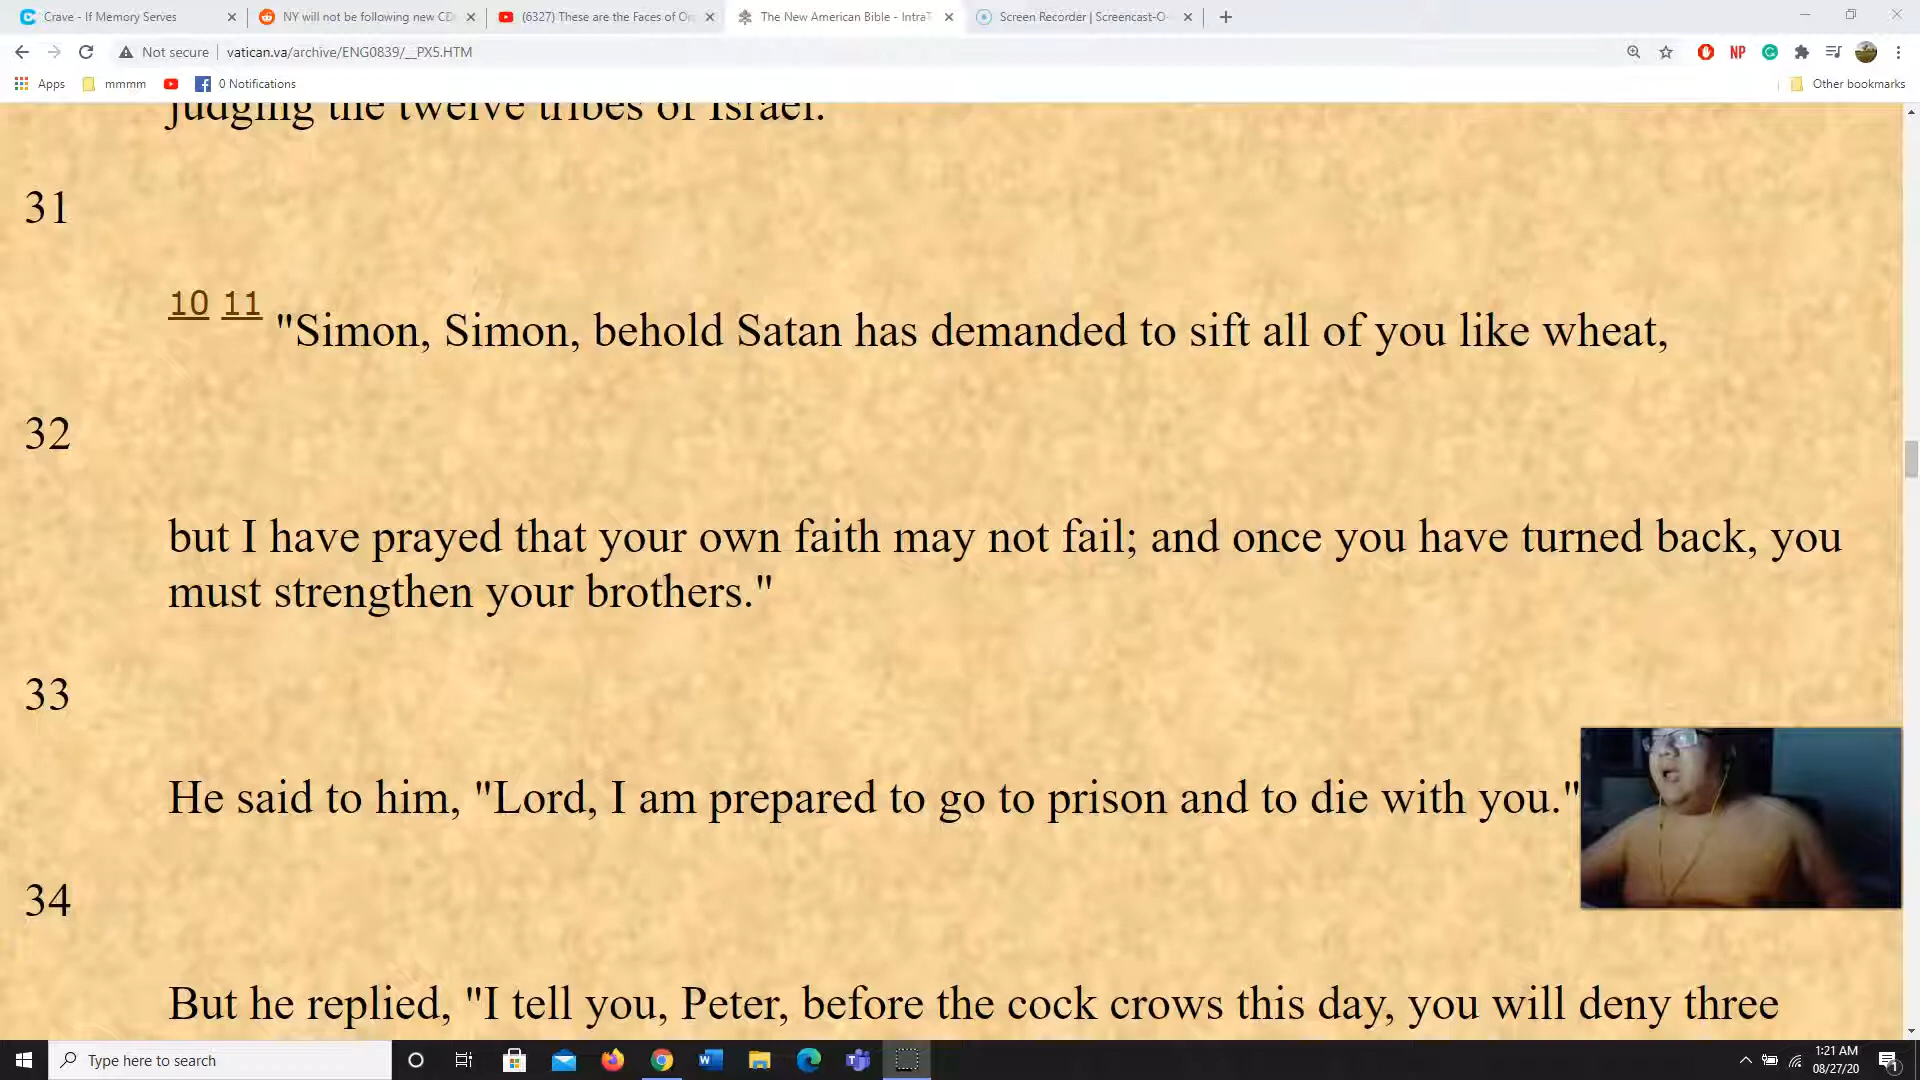 Crave - If Memory Serves
NY will not be following new CD
(6327) These are the Faces of O
The New American Bible - IntraT
Screen Recorder | Screencast-O-
Not secure
vatican.va/archive/ENG0839/__PX5.HTM
NP
Apps
mmmm
0 Notifications
Other bookmarks
judging the twelve tribes of Israel.
31
10 11 "Simon, Simon, behold Satan has demanded to sift all of you like wheat,
32
but I have prayed that your own faith may not fail; and once you have turned back, you
must strengthen your brothers."
33
He said to him, "Lord, I am prepared to go to prison and to die with you."
34
But he replied, "I tell you, Peter, before the cock crows this day, you will deny three
Type here to search
1:21 AM
08/27/20
1